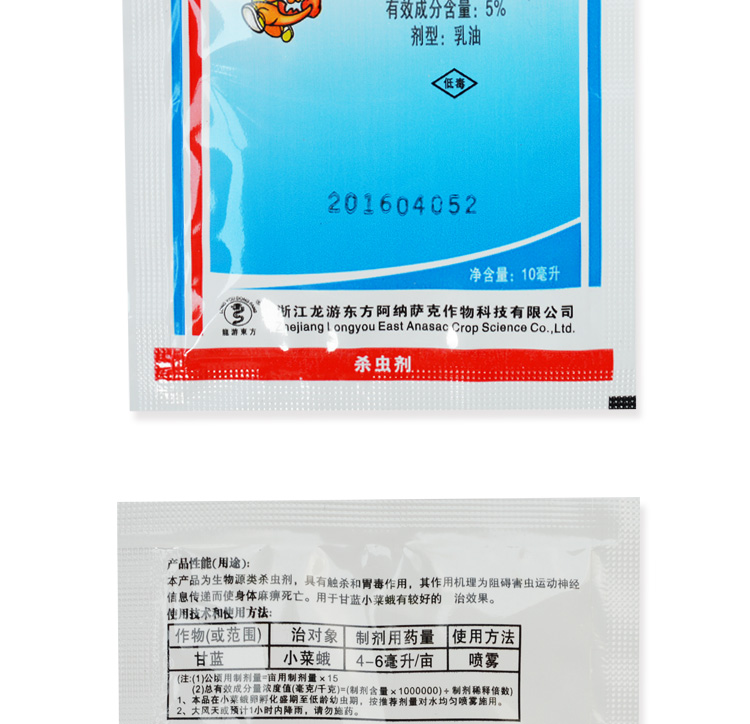 有效成分含量：5%
剂型：乳油
低毒
201604052
净含量：10毫升
龍游東方
浙江龙游东方阿纳萨克作物科技有限公司
Zhejiang Longyou East Anasac Crop Science Co.,Ltd.
杀虫剂
产品性能(用途)：
本产品为生物源类杀虫剂，具有触杀和胃毒作用，其作用机理为阻碍害虫运动神经
信息传递而使身体麻痹死亡。用于甘蓝小菜蛾有较好的 治效果。
使用技术和使用方法：
作物(或范围) 治对象 制剂用药量 使用方法
甘蓝 小菜蛾 4-6毫升/亩 喷雾
(注:(1)公顷用制剂量=亩用制剂量×15
(2)总有效成分量浓度值(毫克/千克)=(制剂含量×1000000)÷制剂稀释倍数)
1、本品在小菜蛾卵孵化盛期至低龄幼虫期，按推荐剂量对水均匀喷雾施用。
2、大风天或预计1小时内降雨，请勿施药。